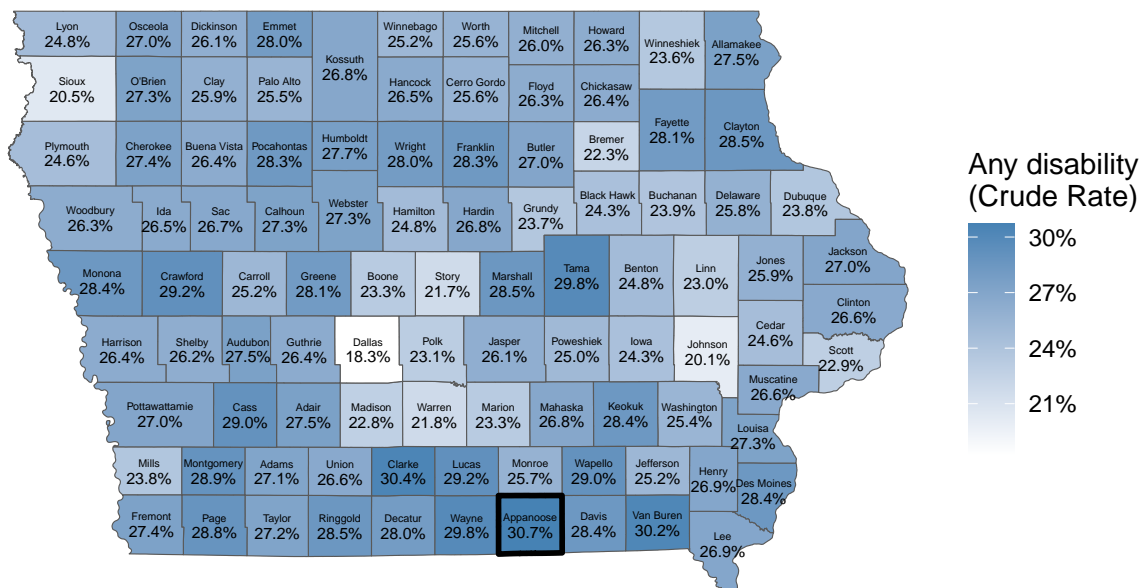 Lyon
24.8%
Osceola
27.0%
Dickinson
26.1%
Emmet
28.0%
Kossuth
26.8%
Winnebago
25.2%
Worth
25.6%
Mitchell
26.0%
Howard
26.3%
Winneshiek
23.6%
Allamakee
27.5%
Sioux
20.5%
O'Brien
27.3%
Clay
25.9%
Palo Alto
25.5%
Hancock
26.5%
Cerro Gordo
25.6%
Floyd
26.3%
Chickasaw
26.4%
Plymouth
24.6%
Cherokee
27.4%
Buena Vista
26.4%
Pocahontas
28.3%
Humboldt
27.7%
Wright
28.0%
Franklin
28.3%
Butler
27.0%
Bremer
22.3%
Fayette
28.1%
Clayton
28.5%
Woodbury
26.3%
Ida
26.5%
Sac
26.7%
Calhoun
27.3%
Webster
27.3%
Hamilton
24.8%
Hardin
26.8%
Grundy
23.7%
Black Hawk
24.3%
Buchanan
23.9%
Delaware
25.8%
Dubuque
23.8%
Monona
28.4%
Crawford
29.2%
Carroll
25.2%
Greene
28.1%
Boone
23.3%
Story
21.7%
Marshall
28.5%
Tama
29.8%
Benton
24.8%
Linn
23.0%
Jones
25.9%
Jackson
27.0%
Clinton
26.6%
Harrison
26.4%
Shelby
26.2%
Audubon
27.5%
Guthrie
26.4%
Dallas
18.3%
Polk
23.1%
Jasper
26.1%
Poweshiek
25.0%
Iowa
24.3%
Johnson
20.1%
Cedar
24.6%
Scott
22.9%
Muscatine
26.6%
Pottawattamie
27.0%
Cass
29.0%
Adair
27.5%
Madison
22.8%
Warren
21.8%
Marion
23.3%
Mahaska
26.8%
Keokuk
28.4%
Washington
25.4%
Louisa
27.3%
Mills
23.8%
Montgomery
28.9%
Adams
27.1%
Union
26.6%
Clarke
30.4%
Lucas
29.2%
Monroe
25.7%
Wapello
29.0%
Jefferson
25.2%
Henry
26.9%
Des Moines
28.4%
Fremont
27.4%
Page
28.8%
Taylor
27.2%
Ringgold
28.5%
Decatur
28.0%
Wayne
29.8%
Appanoose
30.7%
Davis
28.4%
Van Buren
30.2%
Lee
26.9%
Any disability
(Crude Rate)
30%
27%
24%
21%